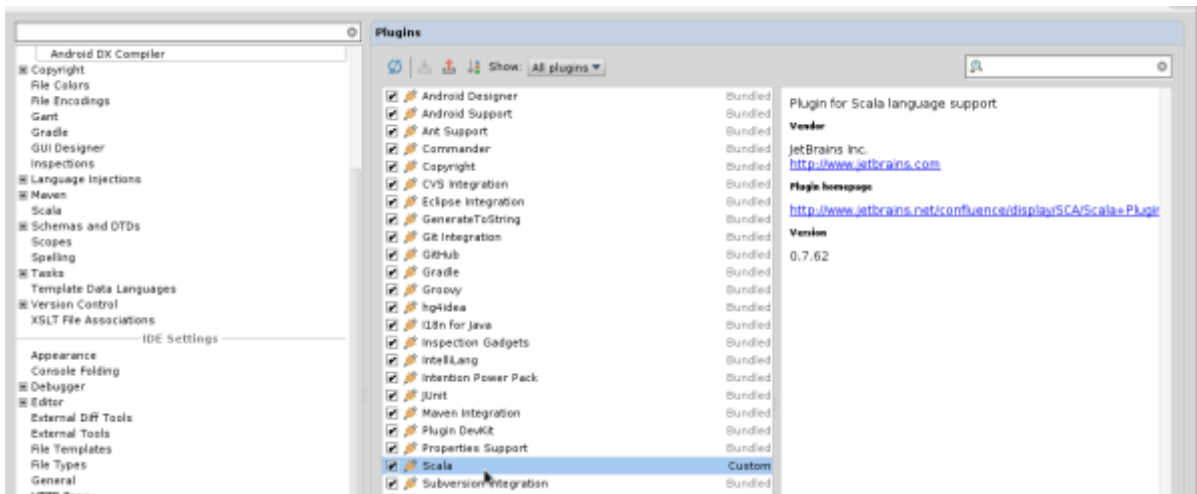 Android DX Compiler
Copyright
File Colors
File Encodings
Gant
Gradle
GUI Designer
Inspections
Language Injections
Maven
Scala
Schemas and DTDs
Scopes
Spelling
Tasks
Template Data Languages
Version Control
XSLT File Associations
IDE Settings
Appearance
Console Folding
Debugger
Editor
External Diff Tools
External Tools
File Templates
File Types
General
Plugins
Show: All plugins
Android Designer Bundled
Android Support Bundled
Ant Support Bundled
Commander Bundled
Copyright Bundled
CVS Integration Bundled
Eclipse Integration Bundled
GenerateToString Bundled
Git Integration Bundled
GitHub Bundled
Gradle Bundled
Groovy Bundled
hg4idea Bundled
I18n for Java Bundled
Inspection Gadgets Bundled
IntelliLang Bundled
Intention Power Pack Bundled
JUnit Bundled
Maven Integration Bundled
Plugin DevKit Bundled
Properties Support Bundled
Scala Custom
Subversion Integration Bundled
Plugin for Scala language support
Vendor
JetBrains Inc.
http://www.jetbrains.com
Plugin homepage
http://www.jetbrains.net/confluence/display/SCA/Scala+Plugin
Version
0.7.62